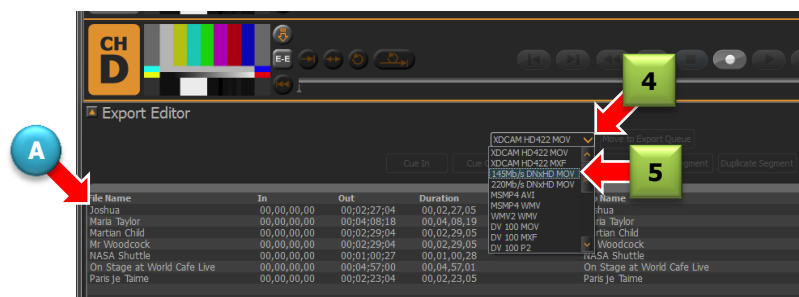 CH
D
E-E
4
Export Editor
XDCAM HD422 MOV
Move to Export Queue
A
XDCAM HD422 MOV
XDCAM HD422 MXF
145Mb/s DNxHD MOV
220Mb/s DNxHD MOV
MSMP4 AVI
MSMP4 WMV
WMV2 WMV
DV 100 MOV
DV 100 MXF
DV 100 P2
Cue In
Cue
5
Duplicate Segment
File Name In Out Duration Name
Joshua 00,00,00,00 00;02;27;04 00,02,27,05 shua
Maria Taylor 00,00,00,00 00;04;08;18 00,04,08,19 ria Taylor
Martian Child 00,00,00,00 00;02;29;04 00,02,29,05 rtian Child
Mr Woodcock 00,00,00,00 00;02;29;04 00,02,29,05 Woodcock
NASA Shuttle 00,00,00,00 00;01;00;27 00,01,00,28 NASA Shuttle
On Stage at World Cafe Live 00,00,00,00 00;04;57;00 00,04,57,01 On Stage at World Cafe Live
Paris je Taime 00,00,00,00 00;02;23;04 00,02,23,05 Paris je Taime